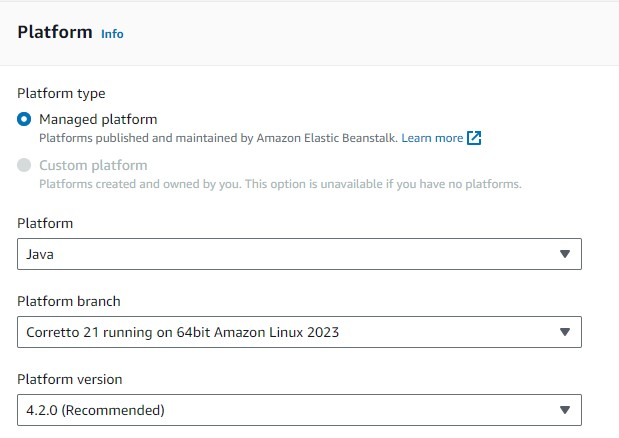 Platform Info
Platform type
Managed platform
Platforms published and maintained by Amazon Elastic Beanstalk. Learn more
Custom platform
Platforms created and owned by you. This option is unavailable if you have no platforms.
Platform
Java
Platform branch
Corretto 21 running on 64bit Amazon Linux 2023
Platform version
4.2.0 (Recommended)